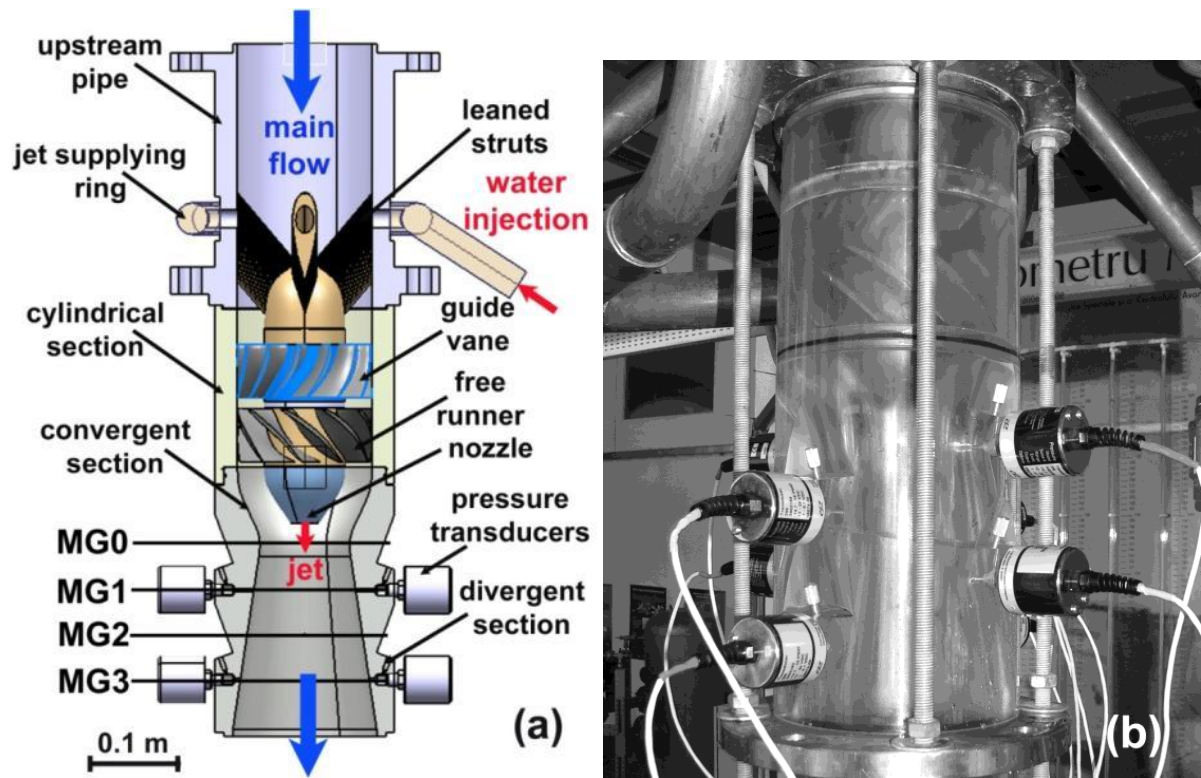 upstream
pipe
jet supplying
ring
cylindrical
section
convergent
section
MG0
MG1
MG2
MG3
0.1 m
main
flow
leaned
struts
water
injection
guide
vane
free
runner
nozzle
pressure
transducers
jet
divergent
section
(a)
ometru
(b)